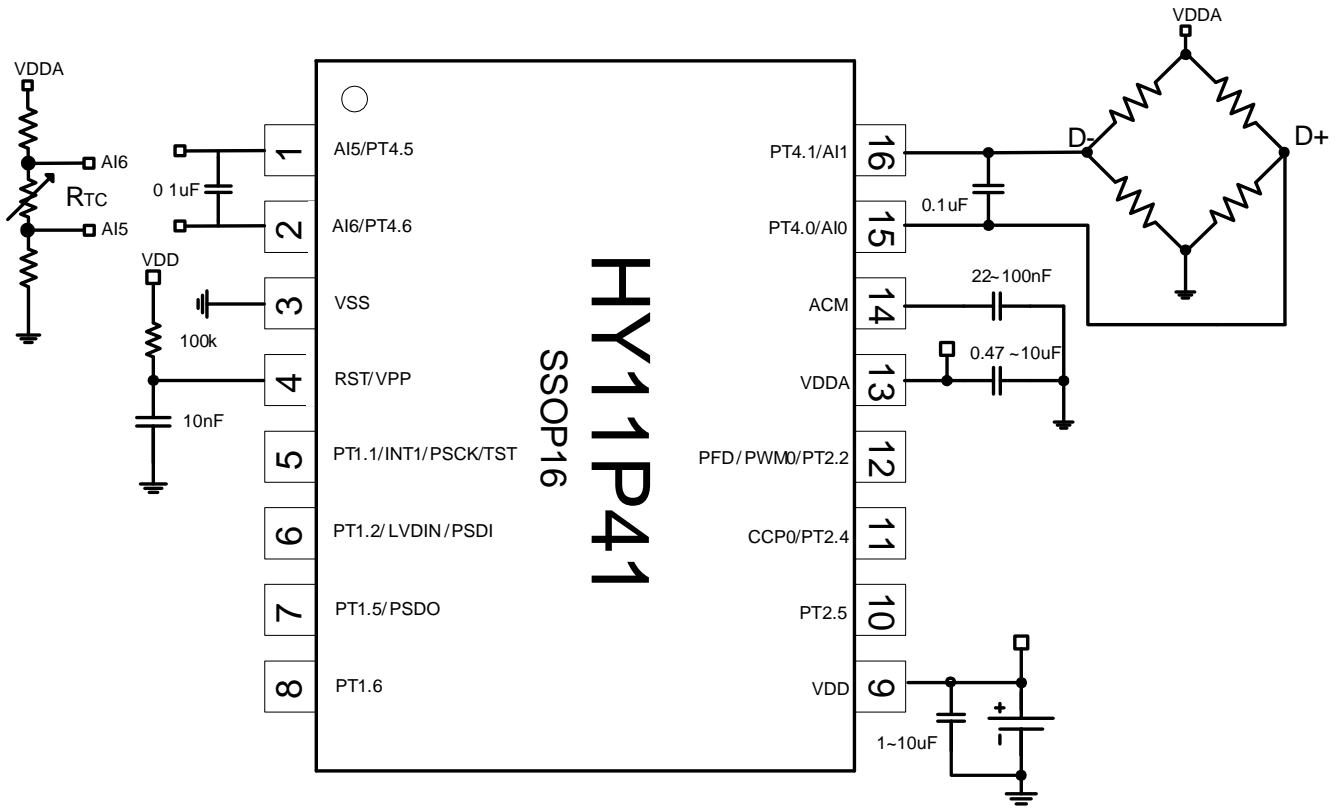 VDDA
AI6
RTC
AI5
0 1uF
VDD
100k
10nF
1
AI5/PT4.5
2
AI6/PT4.6
3
VSS
4
RST/VPP
5
PT1.1/INT1/PSCK/TST
6
PT1.2/LVDIN/PSDI
7
PT1.5/PSDO
8
PT1.6
HY11P41
SSOP16
PT4.1/AI1
16
PT4.0/AI0
15
ACM
14
VDDA
13
PFD/PWM0/PT2.2
12
CCP0/PT2.4
11
PT2.5
10
VDD
9
VDDA
D-
D+
0.1uF
22~100nF
0.47 ~10uF
1~10uF
+
-